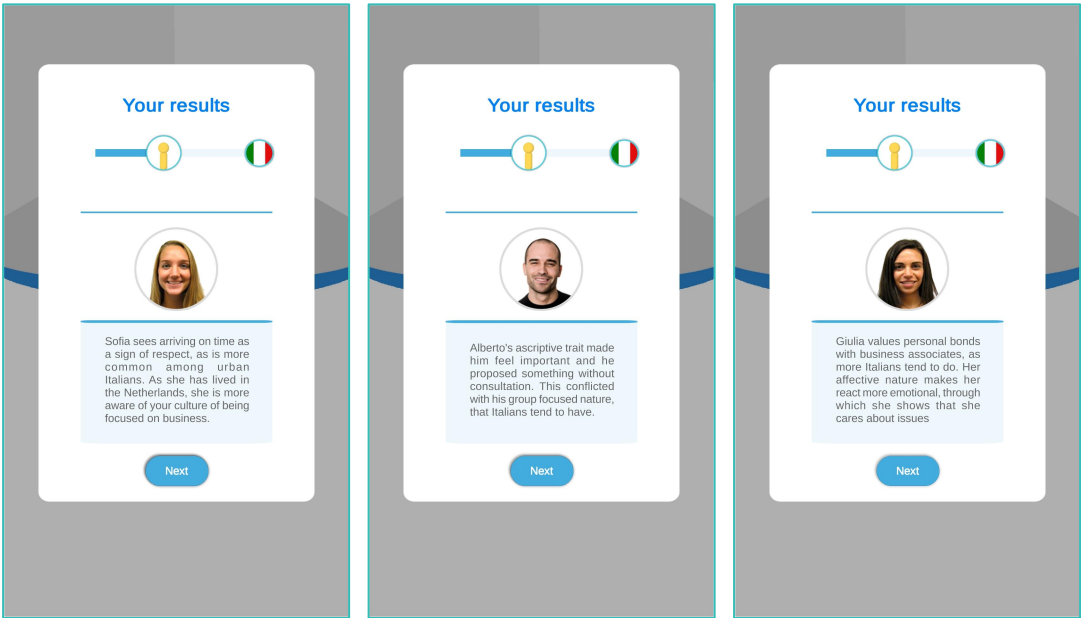 Your results
Sofia sees arriving on time as
a sign of respect, as is more
common among urban
Italians. As she has lived in
the Netherlands, she is more
aware of your culture of being
focused on business.
Next
Your results
Alberto's ascriptive trait made
him feel important and he
proposed something without
consultation. This conflicted
with his group focused nature,
that Italians tend to have.
Next
Your results
Giulia values personal bonds
with business associates, as
more Italians tend to do. Her
affective nature makes her
react more emotional, through
which she shows that she
cares about issues
Next